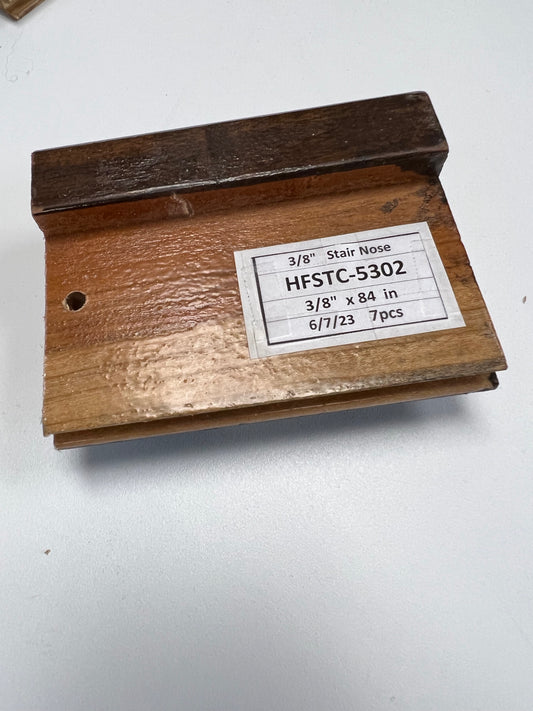 3/8" Stair Nose
HFSTC-5302
3/8" x 84 in
6/7/23 7pcs